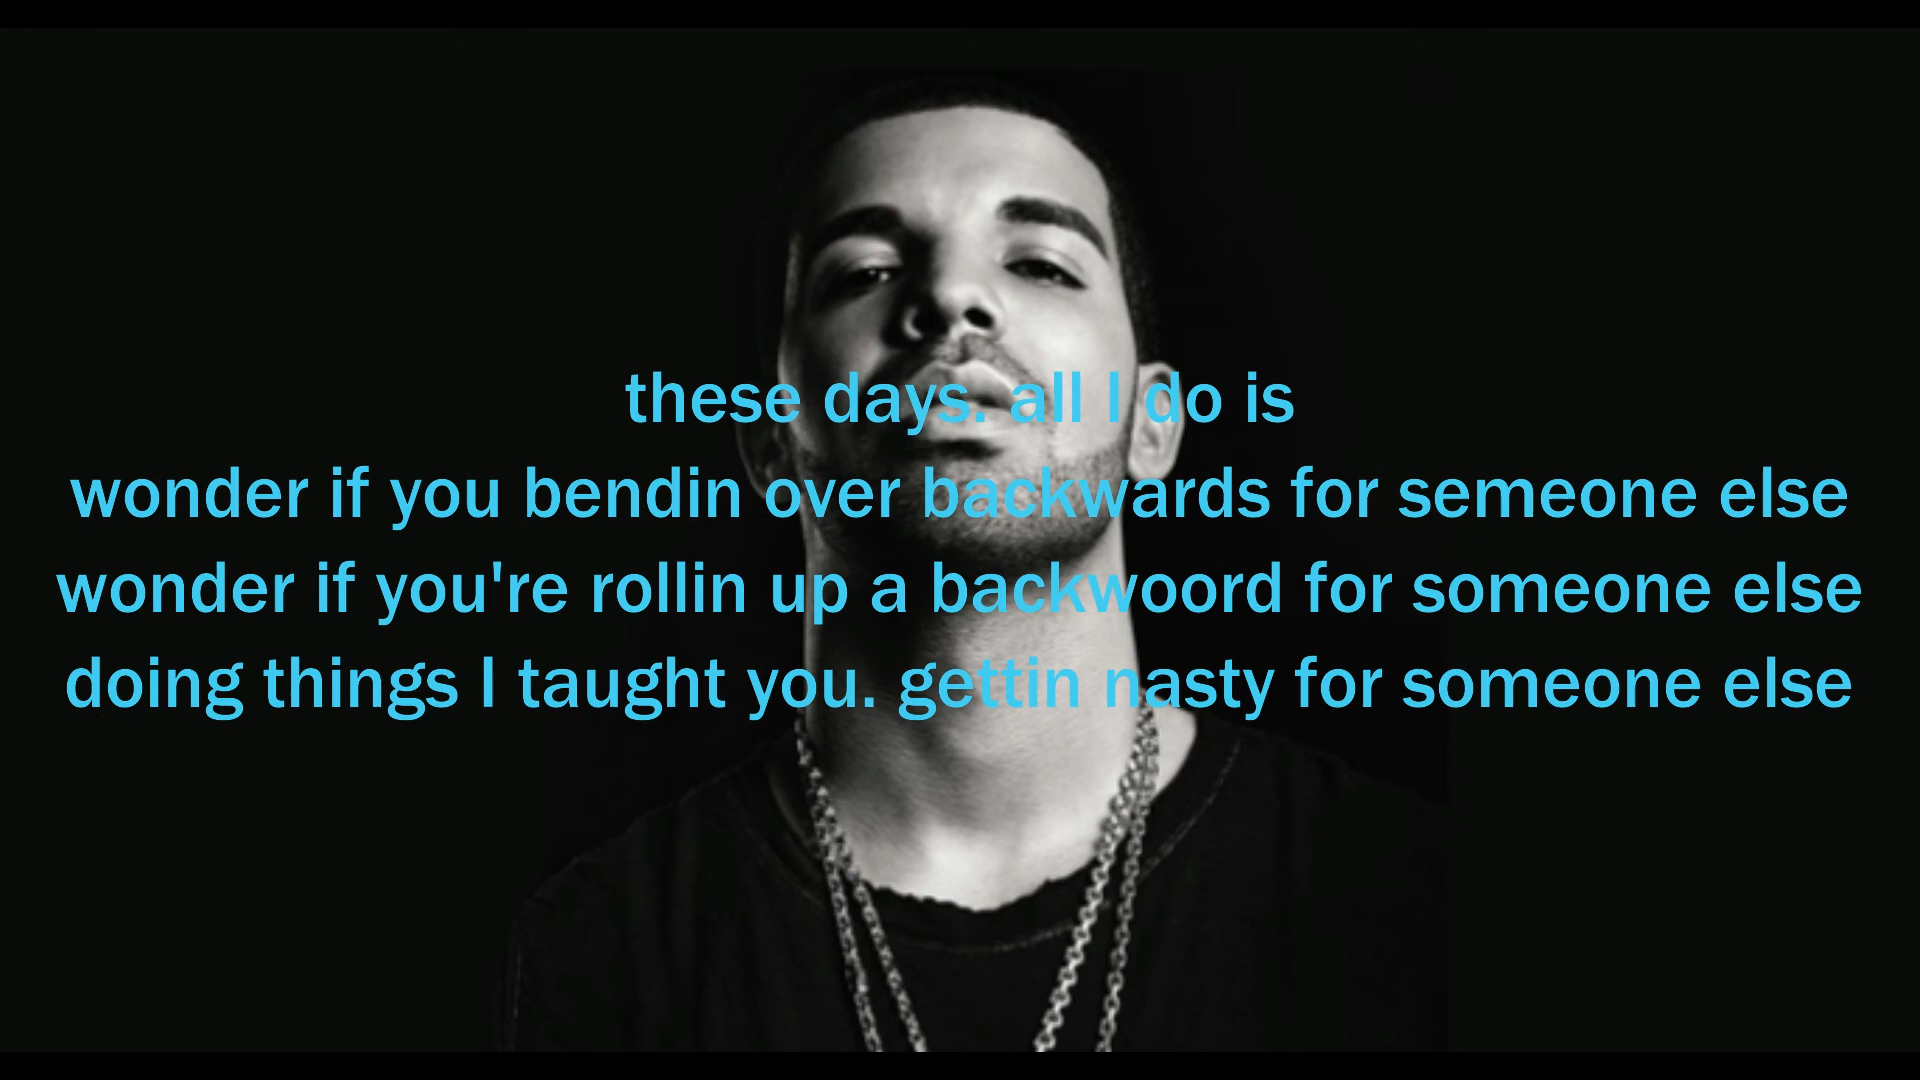 these days. all I do is
wonder if you bendin over backwards for semeone else
wonder if you're rollin up a backwoord for someone else
doing things I taught you. gettin nasty for someone else